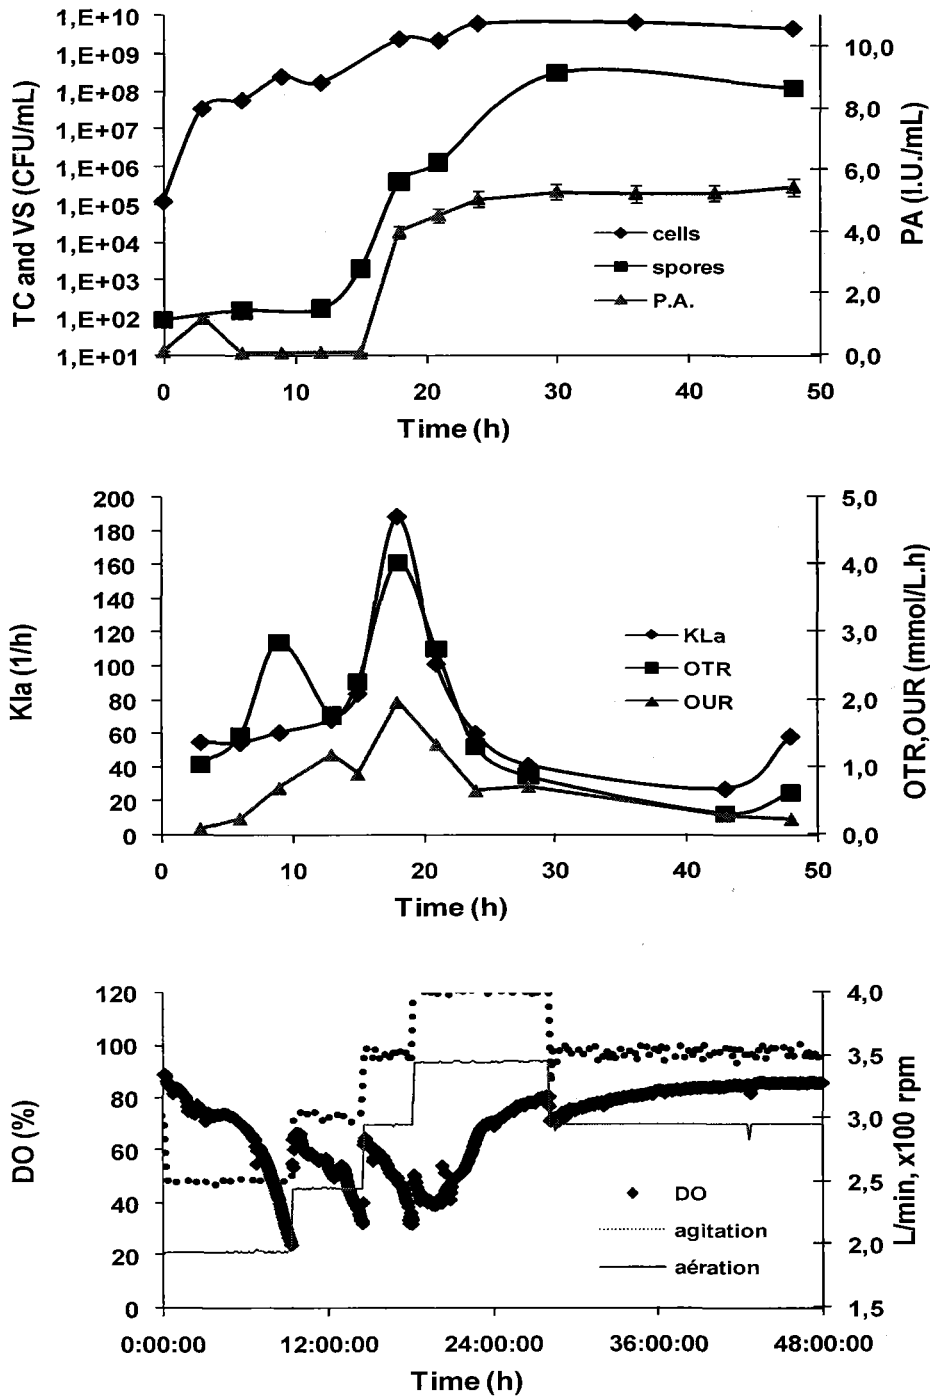 TC and VS (CFU/mL)
1,E+10
1,E+09
1,E+08
1,E+07
1,E+06
1,E+05
1,E+04
1,E+03
1,E+02
1,E+01
10,0
8,0
6,0
4,0
2,0
0,0
PA (I.U./mL)
cells
spores
P.A.
0 10 20 30 40 50
Time (h)
Kla (1/h)
200
180
160
140
120
100
80
60
40
20
0
5,0
4,0
3,0
2,0
1,0
0,0
OTR,OUR (mmol/L.h)
KLa
OTR
OUR
0 10 20 30 40 50
Time (h)
DO (%)
120
100
80
60
40
20
0
4,0
3,5
3,0
2,5
2,0
1,5
L/min, x100 rpm
DO
agitation
aération
0:00:00 12:00:00 24:00:00 36:00:00 48:00:00
Time (h)